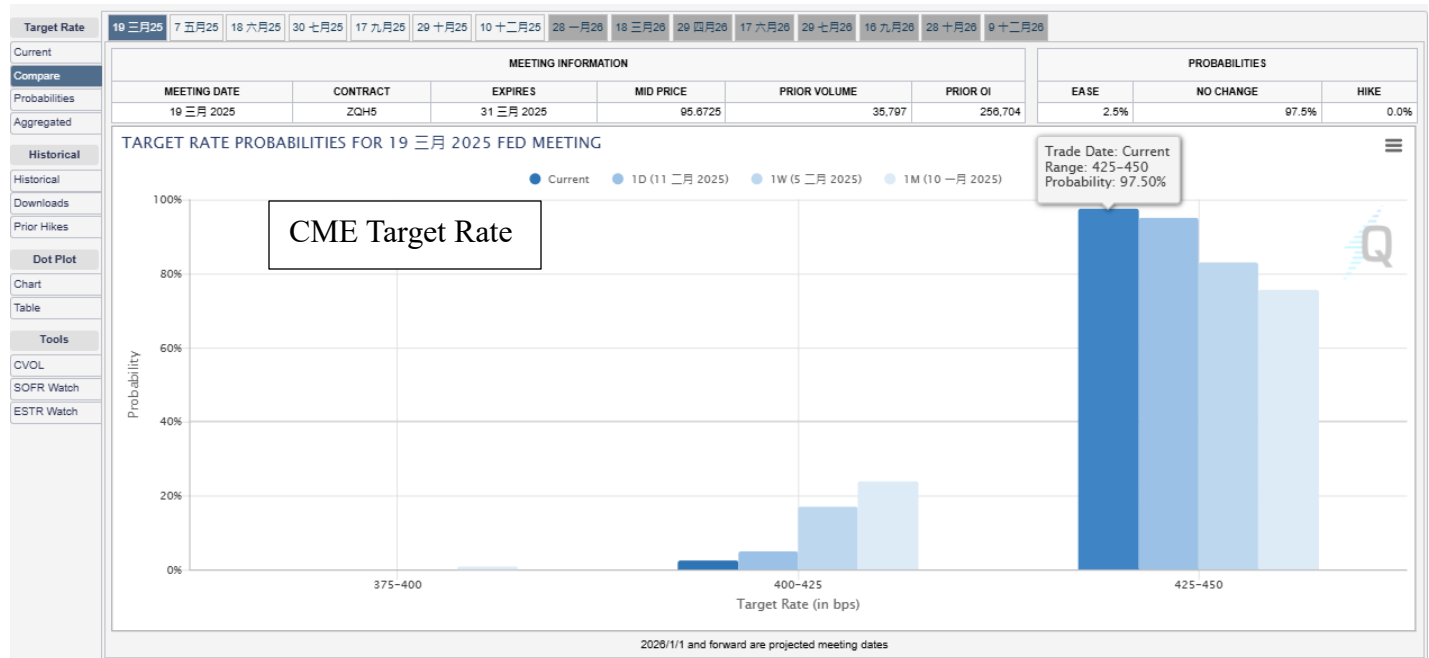 Target Rate
Current
Compare
Probabilities
Aggregated
Historical
Historical
Downloads
Prior Hikes
Dot Plot
Chart
Table
Tools
CVOL
SOFR Watch
ESTR Watch
19 三月25 7 五月25 18 六月25 30 七月25 17 九月25 29 十月25 10 十二月25 28 一月26 18 三月26 29 四月26 17 六月26 29 七月26 16 九月26 28 十月26 9 十二月26
MEETING INFORMATION
MEETING DATE CONTRACT EXPIRES MID PRICE PRIOR VOLUME PRIOR OI
19 三月 2025 ZQH5 31 三月 2025 95.6725 35,797 256,704
PROBABILITIES
EASE NO CHANGE HIKE
2.5% 97.5% 0.0%
TARGET RATE PROBABILITIES FOR 19 三月 2025 FED MEETING
Current 1D (11 二月 2025) 1W (5 二月 2025) 1M (10 一月 2025)
Trade Date: Current
Range: 425-450
Probability: 97.50%
CME Target Rate
Q
Probability
100%
80%
60%
40%
20%
0%
375-400 400-425 425-450
Target Rate (in bps)
2026/1/1 and forward are projected meeting dates